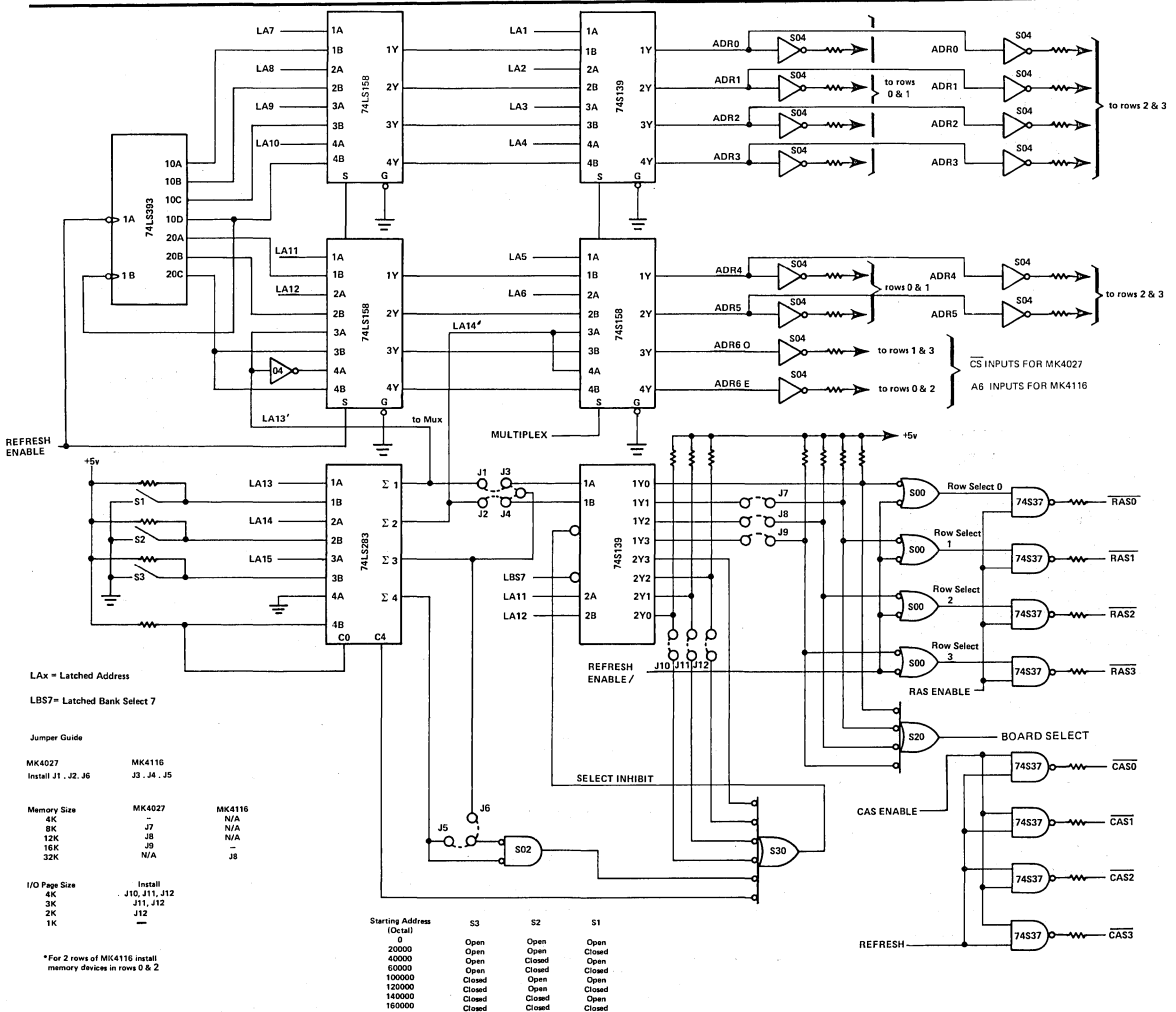 LA7
1A
1B
LA8
2A
2B
LA9
3A
3B
LA10
4A
4B
1Y
2Y
3Y
4Y
S
G
74LS158
LA1
1A
1B
LA2
2A
2B
LA3
3A
3B
LA4
4A
4B
1Y
2Y
3Y
4Y
S
G
74S139
ADR0
S04
ADR0
S04
ADR1
S04
to rows
0 & 1
ADR1
S04
ADR2
S04
ADR2
S04
ADR3
S04
ADR3
S04
to rows 2 & 3
74LS393
1A
1B
10A
10B
10C
10D
20A
20B
20C
LA11
1A
1B
LA12
2A
2B
3A
3B
04
4A
4B
1Y
2Y
3Y
4Y
S
G
74LS158
LA13'
LA14'
to Mux
LA5
1A
1B
LA6
2A
2B
3A
3B
4A
4B
1Y
2Y
3Y
4Y
S
G
74S158
MULTIPLEX
ADR4
S04
ADR4
S04
rows 0 & 1
ADR5
S04
ADR5
S04
to rows 2 & 3
ADR6 O
S04
to rows 1 & 3
ADR6 E
S04
to rows 0 & 2
CS INPUTS FOR MK4027
A6 INPUTS FOR MK4116
REFRESH
ENABLE
+5v
S1
S2
S3
LA13
1A
1B
LA14
2A
2B
LA15
3A
3B
4A
4B
C0
C4
Σ 1
Σ 2
Σ 3
Σ 4
74LS283
J1
J3
J2
J4
1A
1B
LBS7
LA11
2A
LA12
2B
74S139
1Y0
1Y1
1Y2
1Y3
2Y3
2Y2
2Y1
2Y0
J7
J8
J9
J10
J11
J12
+5v
REFRESH
ENABLE /
S00
Row Select 0
74S37
RAS0
S00
Row Select
1
74S37
RAS1
S00
Row Select
2
74S37
RAS2
S00
Row Select
3
74S37
RAS3
RAS ENABLE
S20
BOARD SELECT
SELECT INHIBIT
J5
J6
S02
S30
CAS ENABLE
74S37
CAS0
74S37
CAS1
74S37
CAS2
74S37
CAS3
REFRESH
LAx = Latched Address
LBS7= Latched Bank Select 7
Jumper Guide
MK4027 MK4116
Install J1 . J2. J6 J3 . J4 . J5
Memory Size MK4027 MK4116
4K – N/A
8K J7 N/A
12K J8 N/A
16K J9 –
32K N/A J8
I/O Page Size Install
4K . J10, J11, J12
3K J11, J12
2K J12
1K —
*For 2 rows of MK4116 install
memory devices in rows 0 & 2
Starting Address S3 S2 S1
(Octal)
0 Open Open Open
20000 Open Open Closed
40000 Open Closed Open
60000 Open Closed Closed
100000 Closed Open Open
120000 Closed Open Closed
140000 Closed Closed Open
160000 Closed Closed Closed